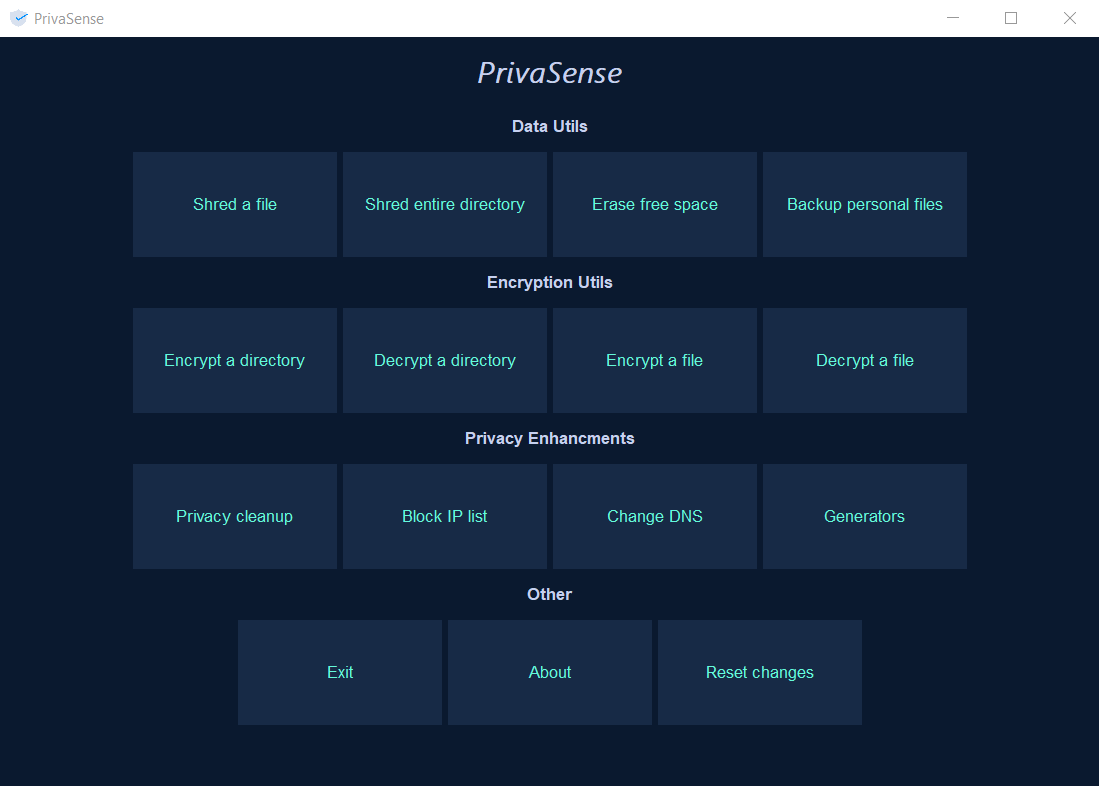 PrivaSense
PrivaSense
Data Utils
Shred a file
Shred entire directory
Erase free space
Backup personal files
Encryption Utils
Encrypt a directory
Decrypt a directory
Encrypt a file
Decrypt a file
Privacy Enhancments
Privacy cleanup
Block IP list
Change DNS
Generators
Other
Exit
About
Reset changes